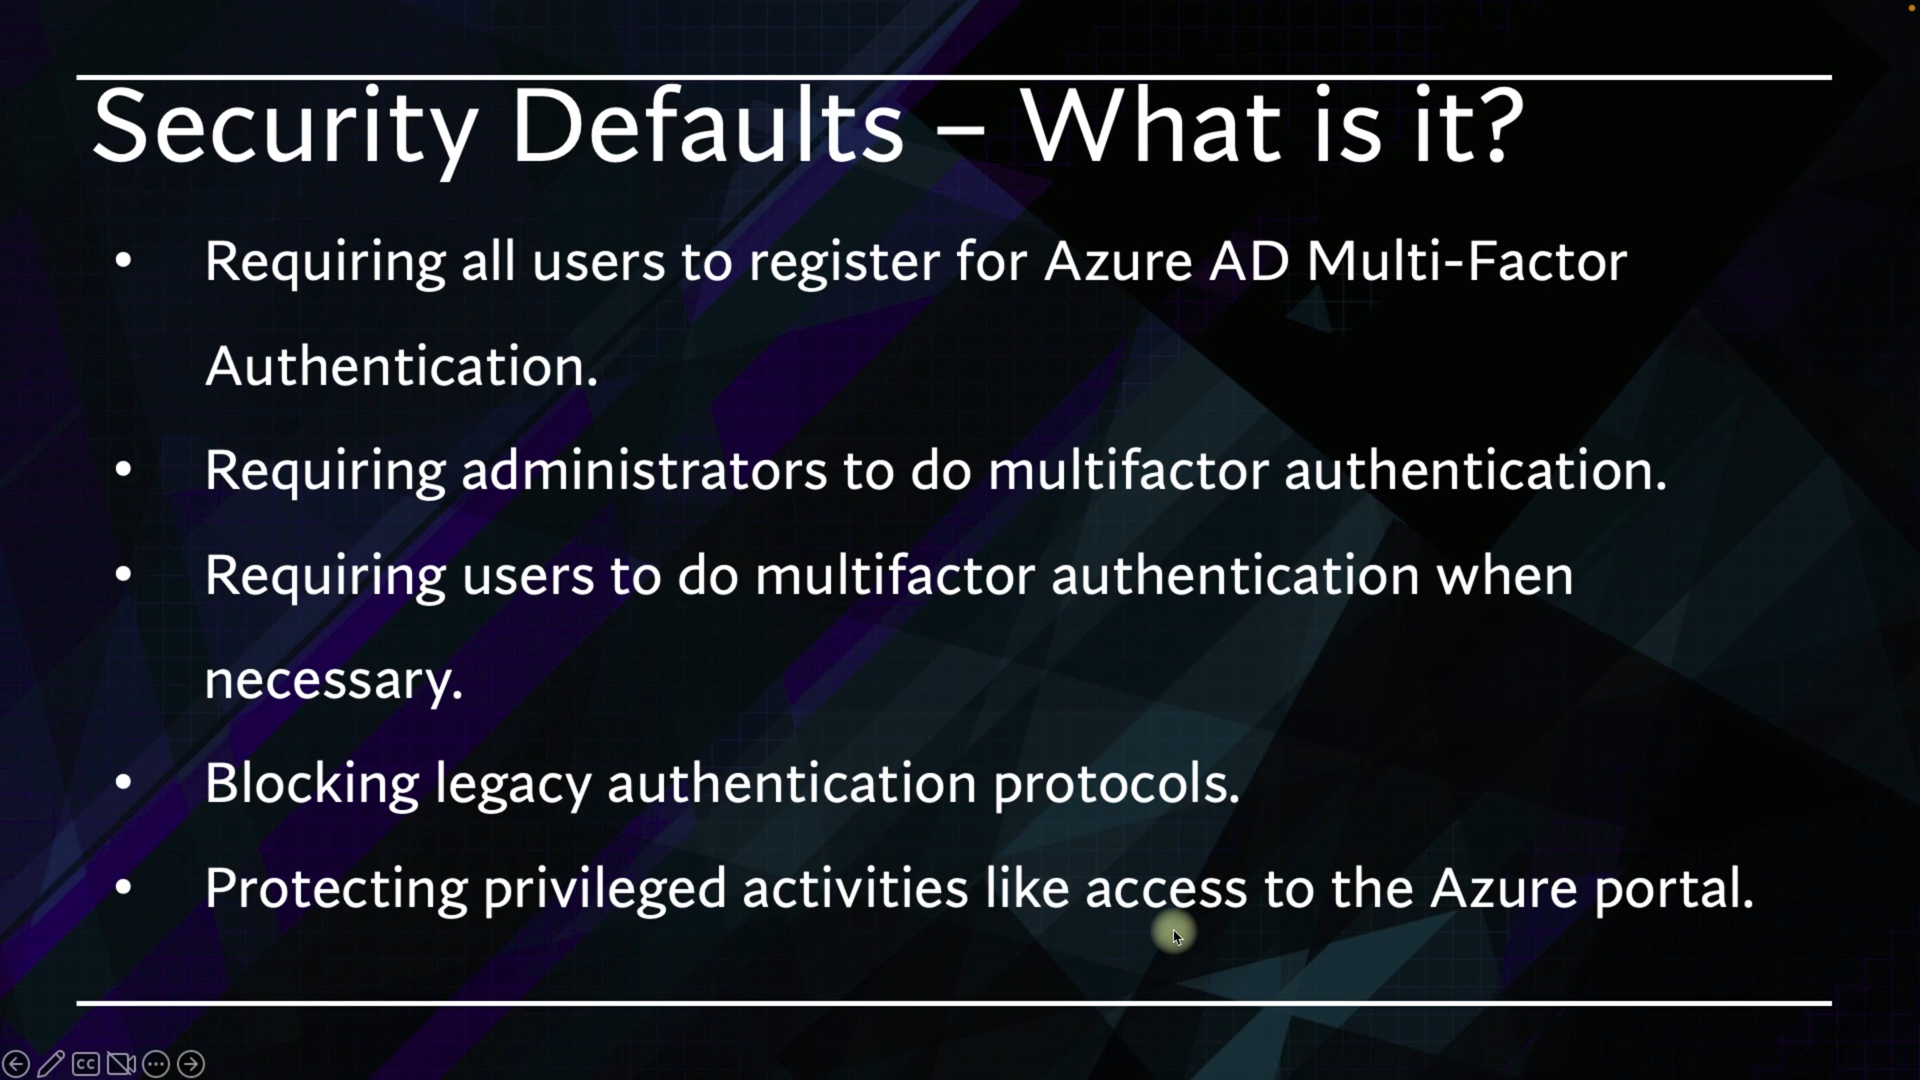 Security Defaults – What is it?
• Requiring all users to register for Azure AD Multi-Factor
Authentication.
• Requiring administrators to do multifactor authentication.
• Requiring users to do multifactor authentication when
necessary.
• Blocking legacy authentication protocols.
• Protecting privileged activities like access to the Azure portal.
CC